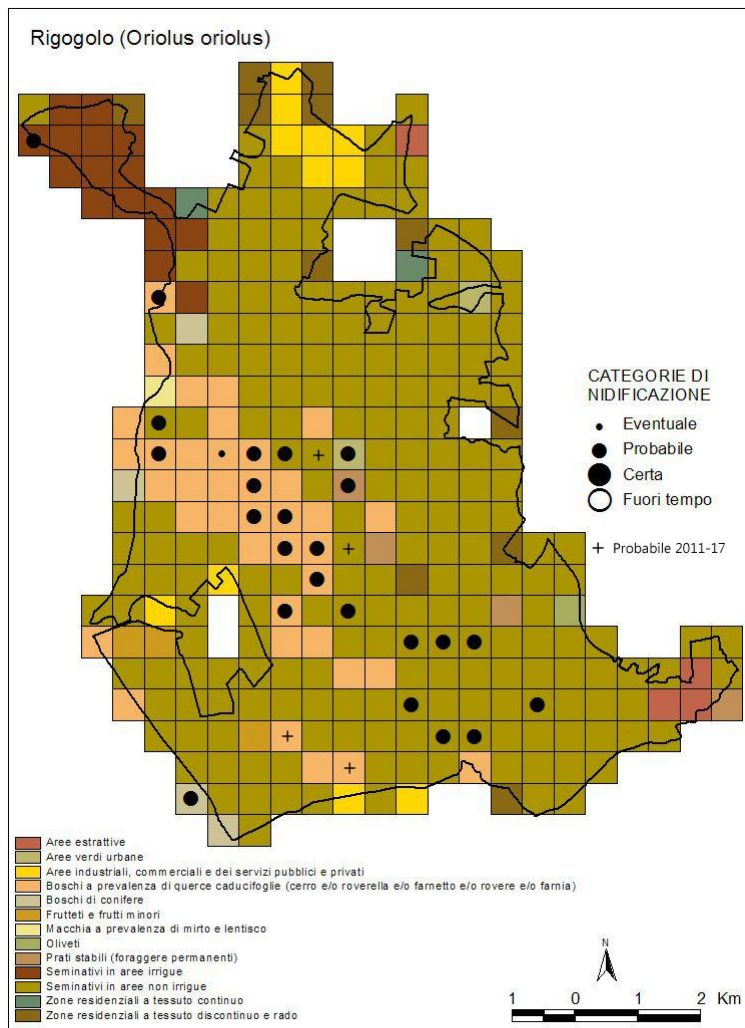 Rigogolo (Oriolus oriolus)
CATEGORIE DI
NIDIFICAZIONE
Eventuale
Probabile
Certa
Fuori tempo
+ Probabile 2011-17
Aree estrattive
Aree verdi urbane
Aree industriali, commerciali e dei servizi pubblici e privati
Boschi a prevalenza di querce caducifoglie (cerro e/o roverella e/o farnetto e/o rovere e/o farnia)
Boschi di conifere
Frutteti e frutti minori
Macchia a prevalenza di mirto e lentisco
Oliveti
Prati stabili (foraggere permanenti)
Seminativi in aree irrigue
Seminativi in aree non irrigue
Zone residenziali a tessuto continuo
Zone residenziali a tessuto discontinuo e rado
N
1 0 1 2 Km